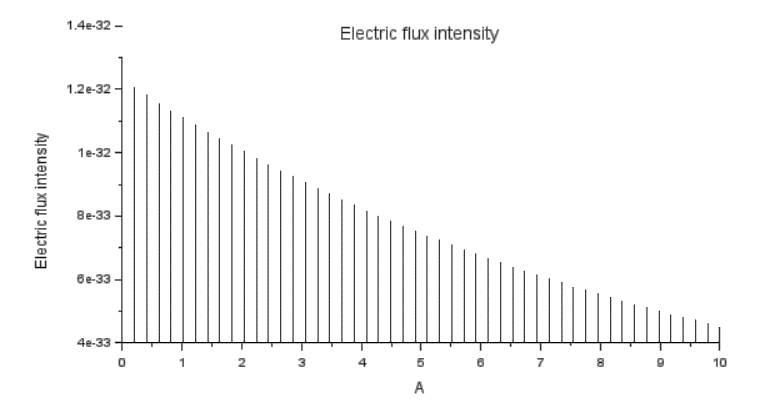 Electric flux intensity
1.4e-32
1.2e-32
1e-32
8e-33
6e-33
4e-33
Electric flux intensity
0 1 2 3 4 5 6 7 8 9 10
A